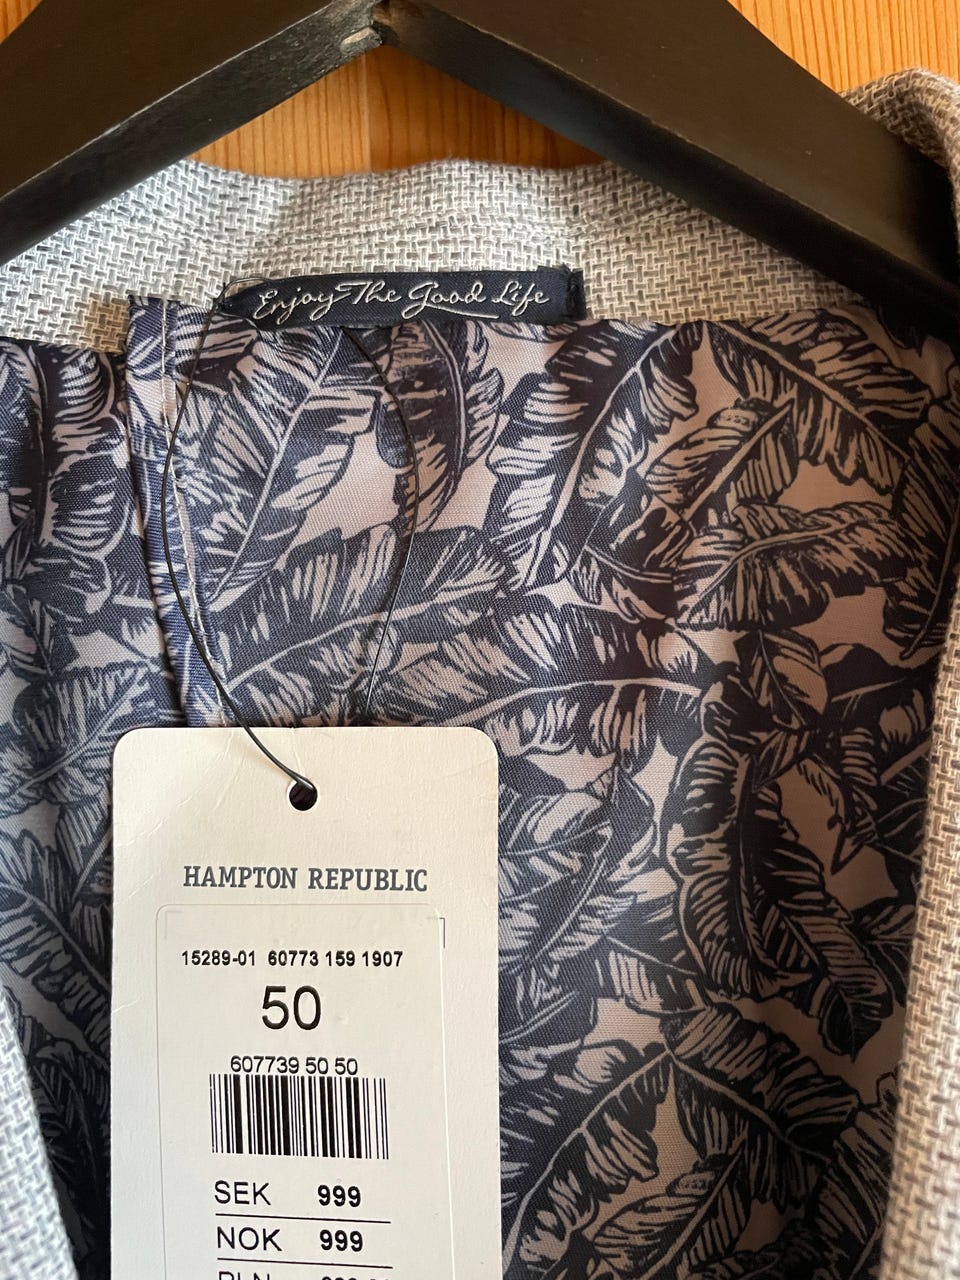 Enjoy The Good Life
HAMPTON REPUBLIC
15289-01 60773 159 1907
50
607739 50 50
SEK 999
NOK 999
PLN